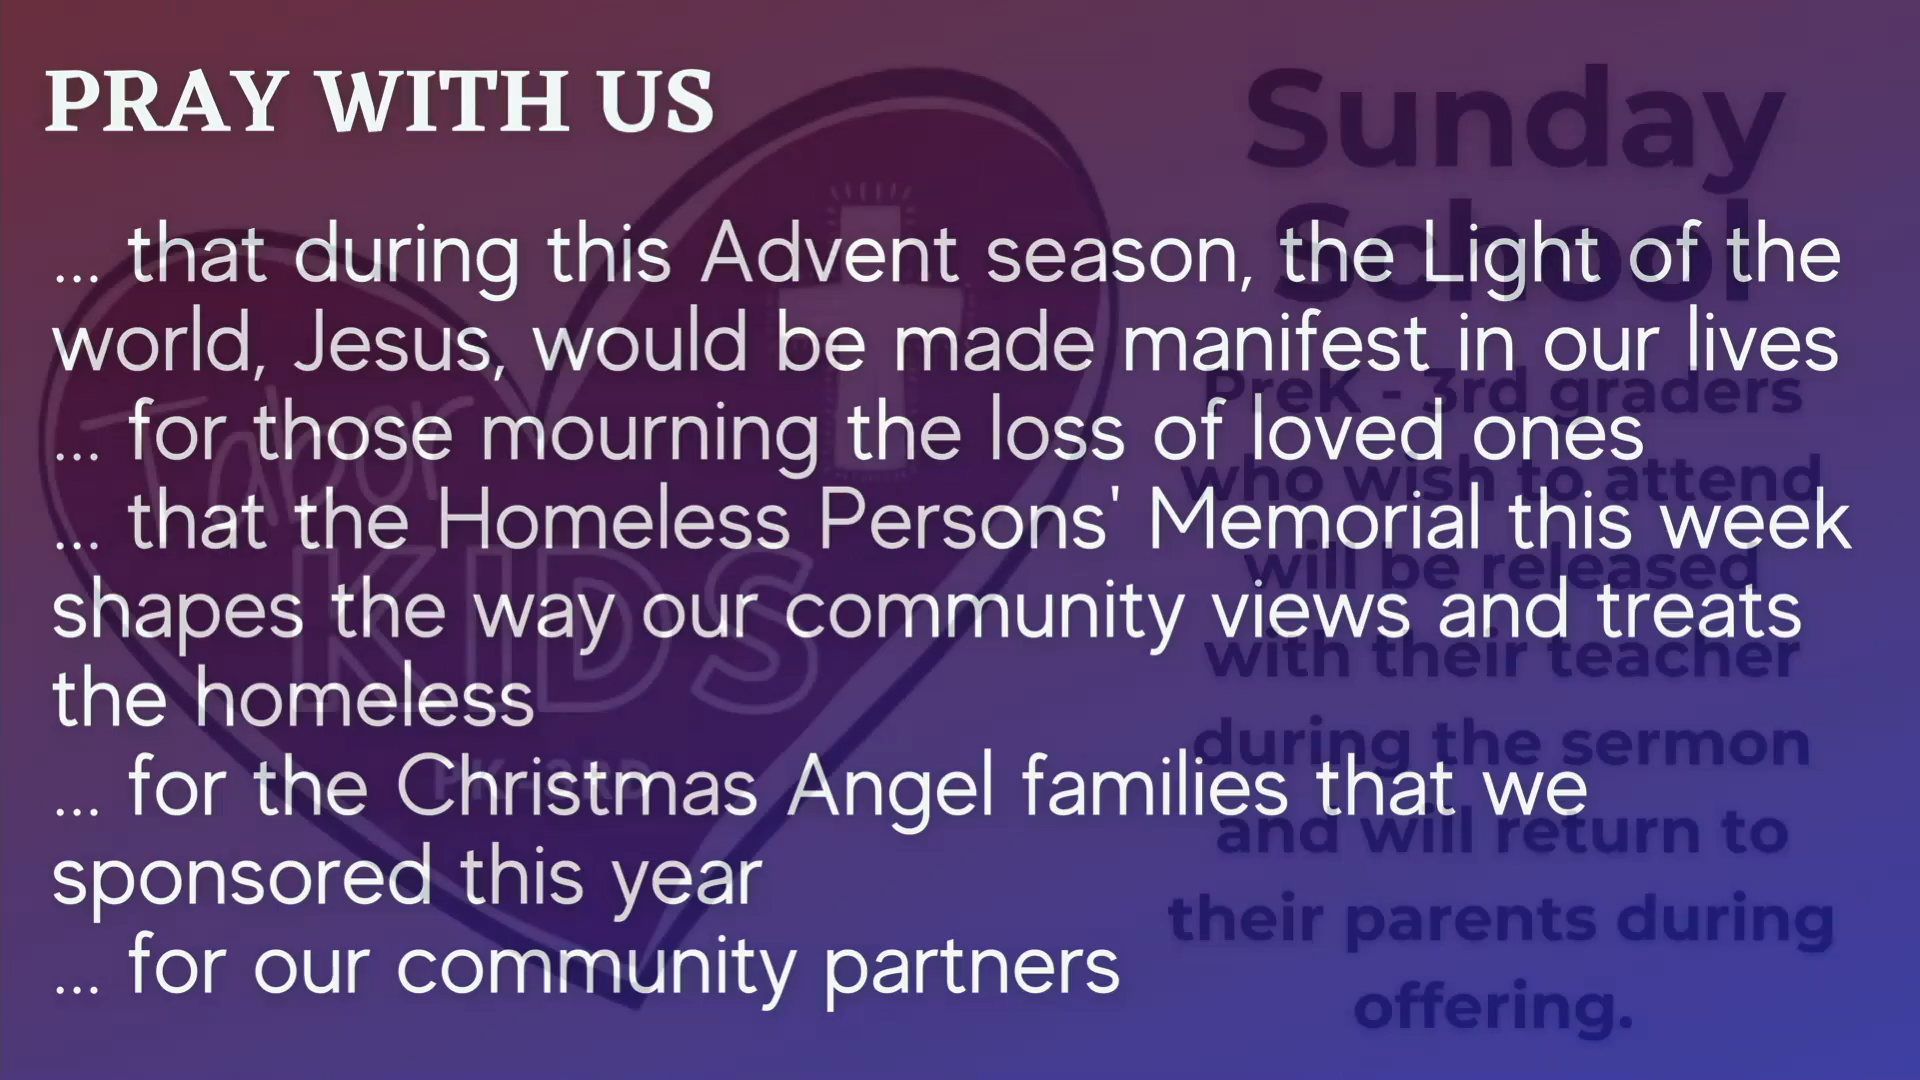 PRAY WITH US
... that during this Advent season, the Light of the
world, Jesus, would be made manifest in our lives
... for those mourning the loss of loved ones
... that the Homeless Persons' Memorial this week
shapes the way our community views and treats
the homeless
... for the Christmas Angel families that we
sponsored this year
... for our community partners
Sunday
School
PreK - 3rd graders
who wish to attend
will be released
with their teacher
during the sermon
and will return to
their parents during
offering.
Tabor
KIDS
PK-3RD